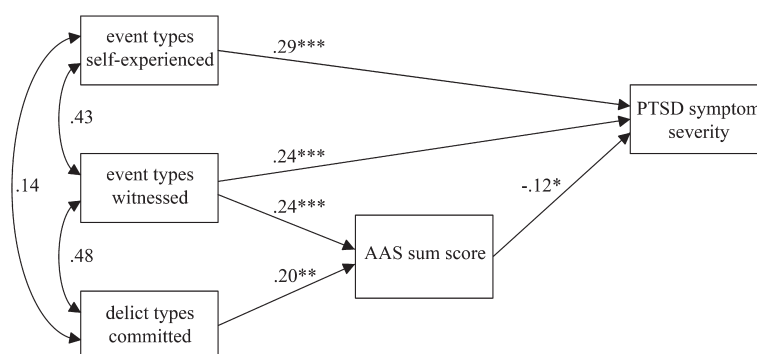 event types
self-experienced
.29***
PTSD symptom
severity
.43
.24***
event types
witnessed
.14
-.12*
.24***
AAS sum score
.48
.20**
delict types
committed